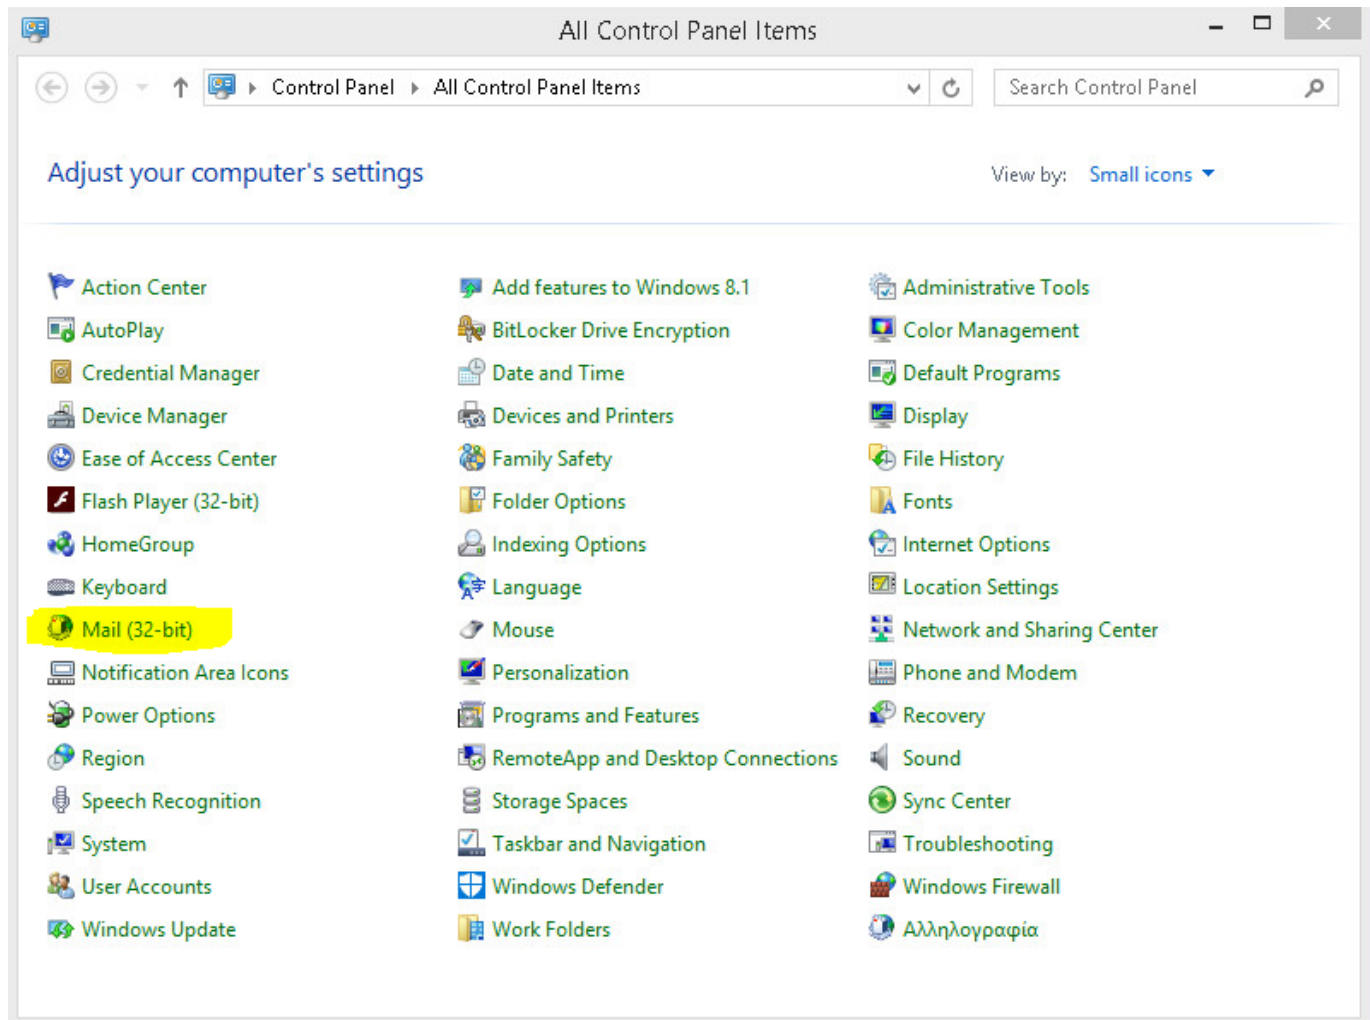 All Control Panel Items
Control Panel All Control Panel Items Search Control Panel
Adjust your computer's settings View by: Small icons
Action Center Add features to Windows 8.1 Administrative Tools
AutoPlay BitLocker Drive Encryption Color Management
Credential Manager Date and Time Default Programs
Device Manager Devices and Printers Display
Ease of Access Center Family Safety File History
Flash Player (32-bit) Folder Options Fonts
HomeGroup Indexing Options Internet Options
Keyboard Language Location Settings
Mail (32-bit) Mouse Network and Sharing Center
Notification Area Icons Personalization Phone and Modem
Power Options Programs and Features Recovery
Region RemoteApp and Desktop Connections Sound
Speech Recognition Storage Spaces Sync Center
System Taskbar and Navigation Troubleshooting
User Accounts Windows Defender Windows Firewall
Windows Update Work Folders Αλληλογραφία